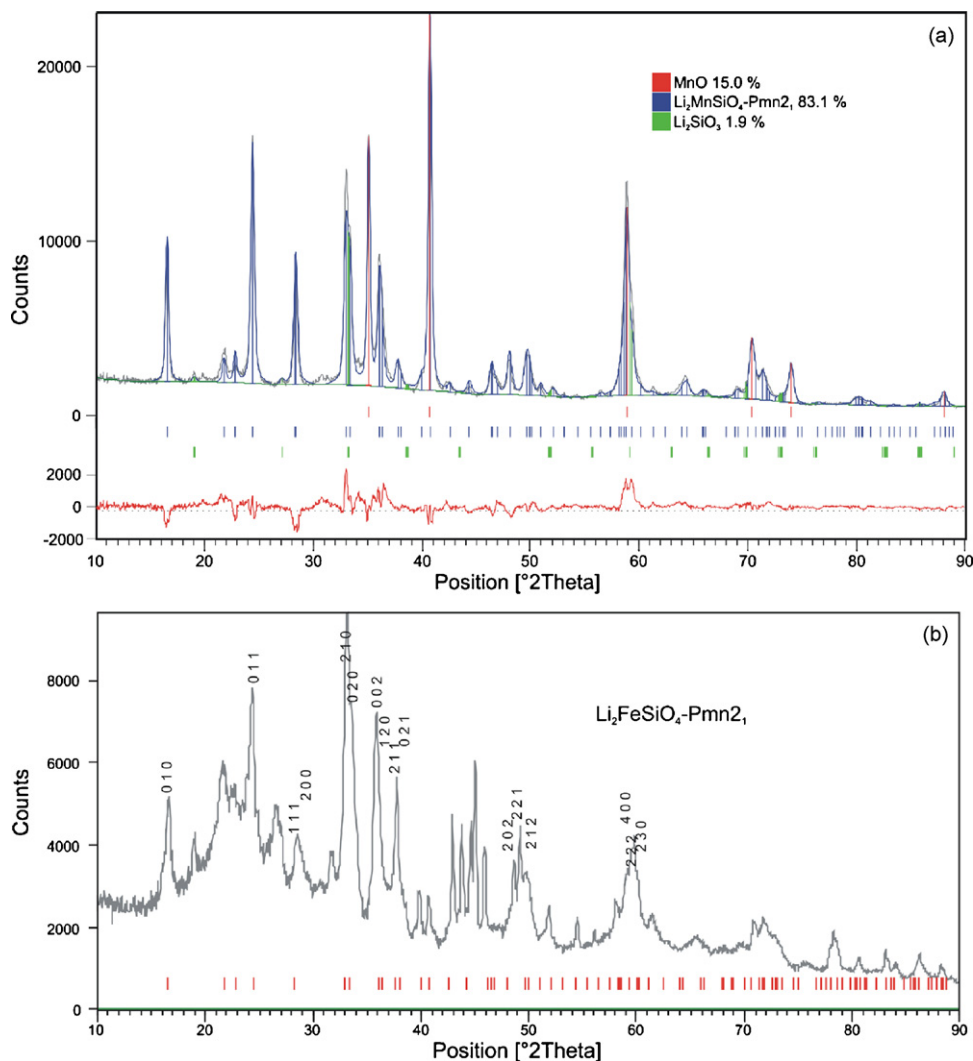 (a)
20000
10000
0
2000
0
-2000
Counts
MnO 15.0 %
Li₂MnSiO₄-Pmn2, 83.1 %
Li₂SiO₃ 1.9 %
10 20 30 40 50 60 70 80 90
Position [°2Theta]
(b)
8000
6000
4000
2000
0
Counts
Li₂FeSiO₄-Pmn2₁
0 1 0
0 1 1
1 1 1
2 0 0
2 1 0
0 2 0
0 0 2
1 2 0
2 1 1
0 2 1
2 0 2
2 2 1
2 1 2
2 2 2
4 0 0
2 3 0
10 20 30 40 50 60 70 80 90
Position [°2Theta]